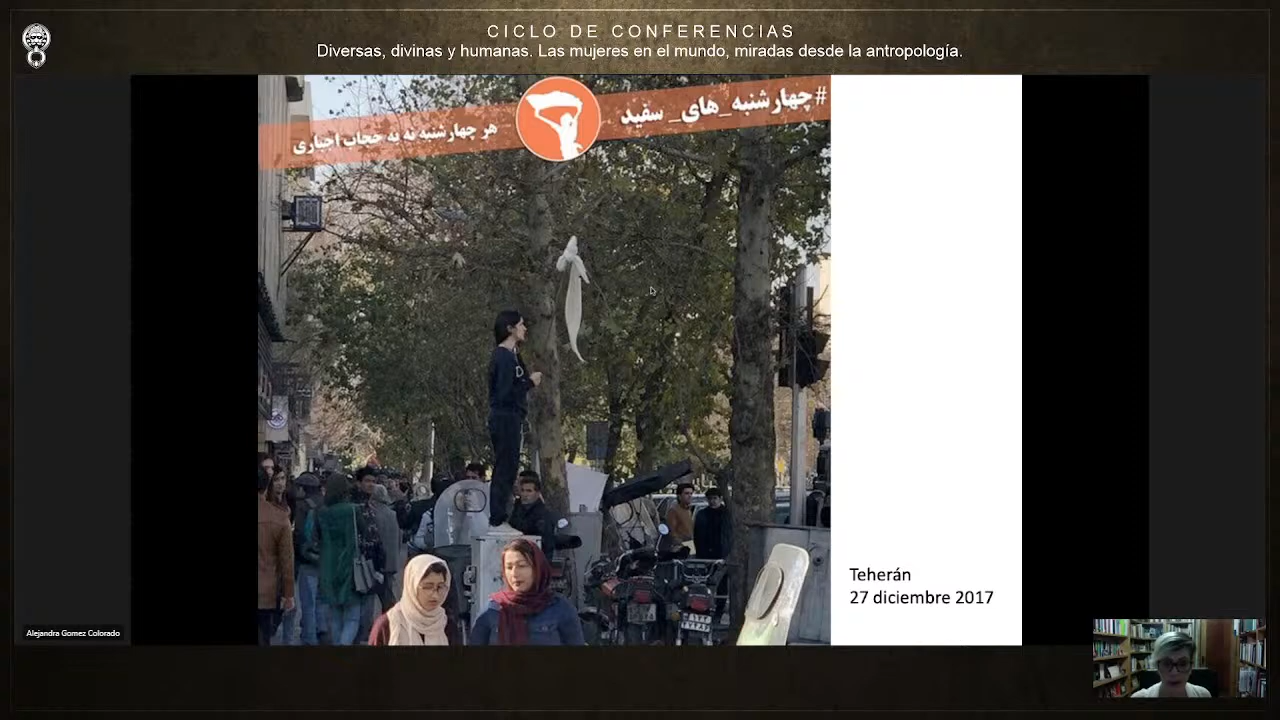 CICLO DE CONFERENCIAS
Diversas, divinas y humanas. Las mujeres en el mundo, miradas desde la antropología.
#چهارشنبه_های_سفید
هر چهارشنبه نه به حجاب اجباری
D
Teherán
27 diciembre 2017
Alejandra Gomez Colorado